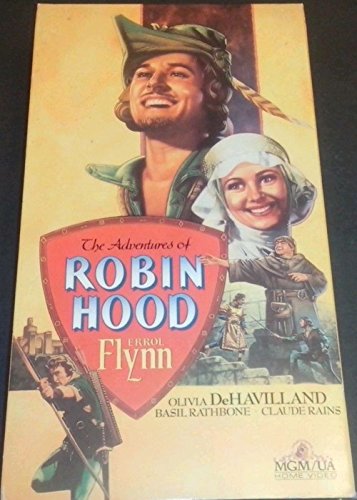 The Adventures of
ROBIN
HOOD
ERROL
Flynn
OLIVIA DeHAVILLAND
BASIL RATHBONE - CLAUDE RAINS
MGM/UA
HOME VIDEO